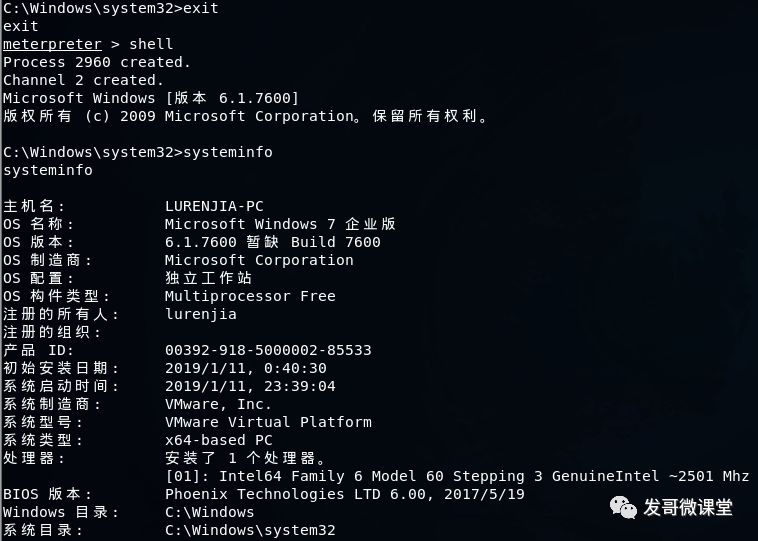 C:\Windows\system32>exit
exit
meterpreter > shell
Process 2960 created.
Channel 2 created.
Microsoft Windows [版本 6.1.7600]
版权所有 (c) 2009 Microsoft Corporation。保留所有权利。
C:\Windows\system32>systeminfo
systeminfo
主机名: LURENJIA-PC
OS 名称: Microsoft Windows 7 企业版
OS 版本: 6.1.7600 暂缺 Build 7600
OS 制造商: Microsoft Corporation
OS 配置: 独立工作站
OS 构件类型: Multiprocessor Free
注册的所有人: lurenjia
注册的组织:
产品 ID: 00392-918-5000002-85533
初始安装日期: 2019/1/11, 0:40:30
系统启动时间: 2019/1/11, 23:39:04
系统制造商: VMware, Inc.
系统型号: VMware Virtual Platform
系统类型: x64-based PC
处理器: 安装了 1 个处理器。
[01]: Intel64 Family 6 Model 60 Stepping 3 GenuineIntel ~2501 Mhz
BIOS 版本: Phoenix Technologies LTD 6.00, 2017/5/19
Windows 目录: C:\Windows
系统目录: C:\Windows\system32
发哥微课堂